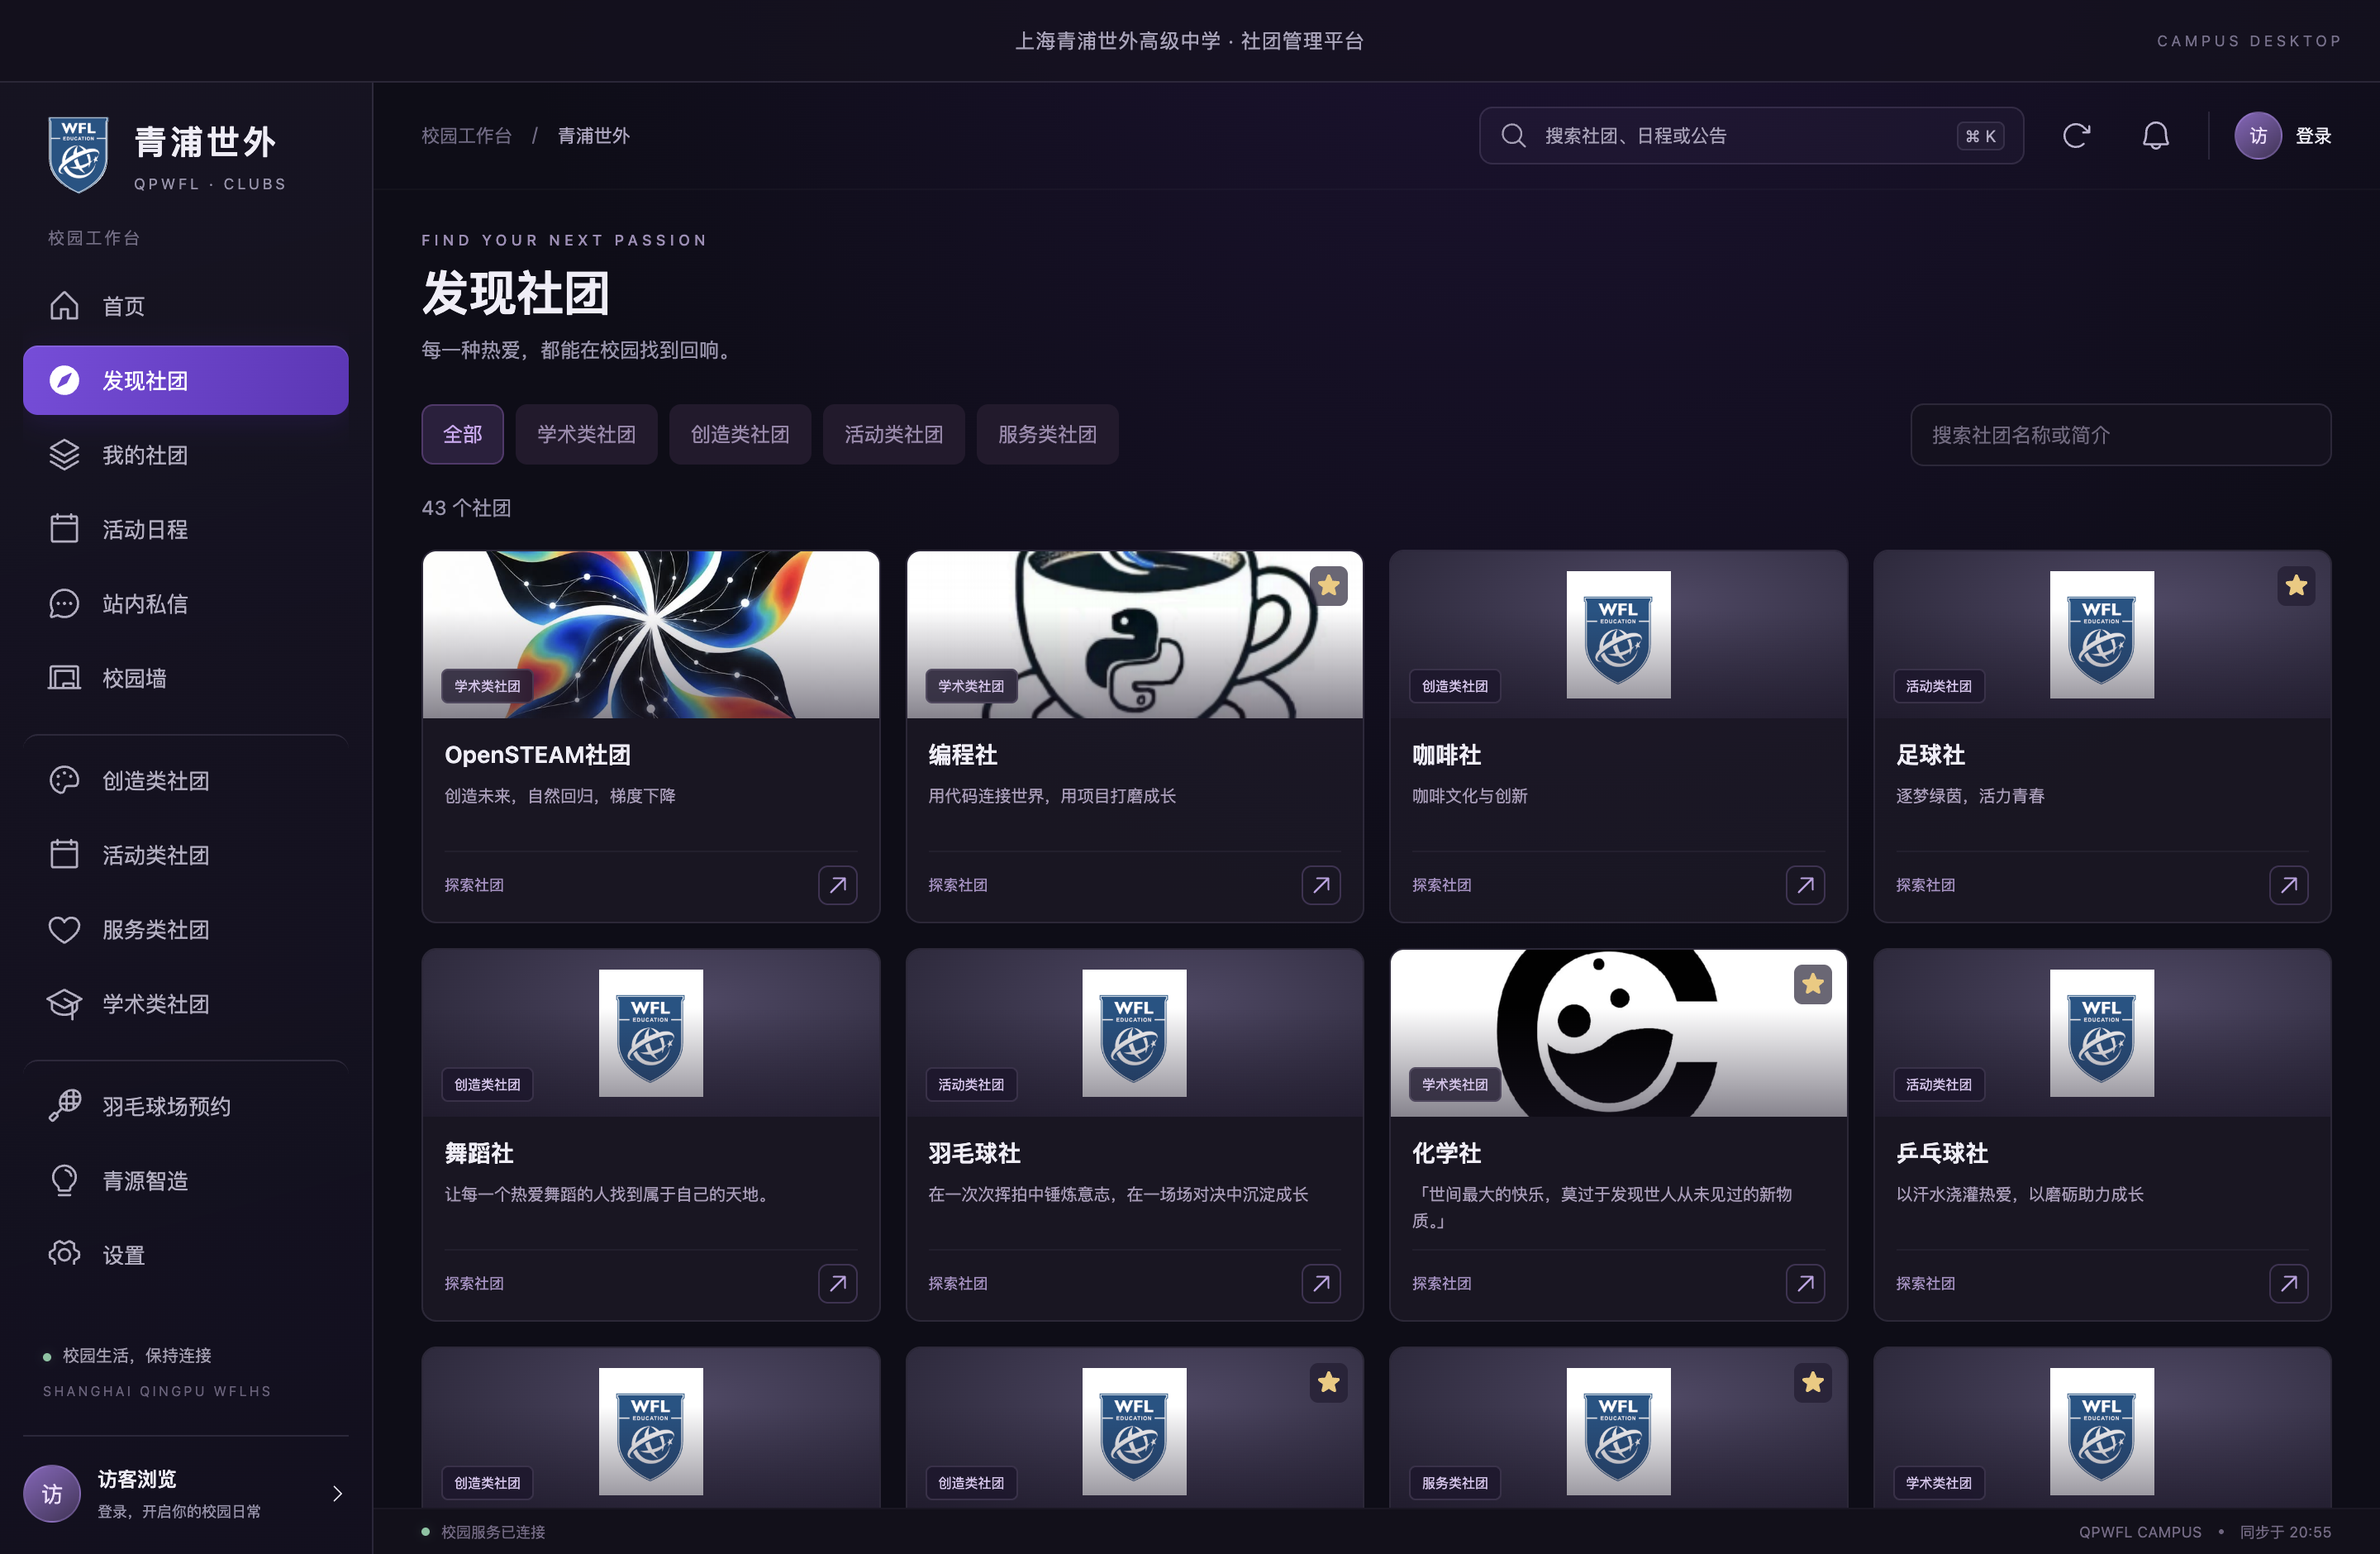 上海青浦世外高级中学 · 社团管理平台
CAMPUS DESKTOP
WFL
EDUCATION
青浦世外
QPWFL · CLUBS
校园工作台
首页
发现社团
我的社团
活动日程
站内私信
校园墙
创造类社团
活动类社团
服务类社团
学术类社团
羽毛球场预约
青源智造
设置
校园生活，保持连接
SHANGHAI QINGPU WFLHS
访
访客浏览
登录，开启你的校园日常
校园工作台 / 青浦世外
搜索社团、日程或公告
⌘ K
访
登录
FIND YOUR NEXT PASSION
发现社团
每一种热爱，都能在校园找到回响。
全部
学术类社团
创造类社团
活动类社团
服务类社团
搜索社团名称或简介
43 个社团
学术类社团
OpenSTEAM社团
创造未来，自然回归，梯度下降
探索社团
学术类社团
编程社
用代码连接世界，用项目打磨成长
探索社团
WFL
EDUCATION
创造类社团
咖啡社
咖啡文化与创新
探索社团
WFL
EDUCATION
活动类社团
足球社
逐梦绿茵，活力青春
探索社团
WFL
EDUCATION
创造类社团
舞蹈社
让每一个热爱舞蹈的人找到属于自己的天地。
探索社团
WFL
EDUCATION
活动类社团
羽毛球社
在一次次挥拍中锤炼意志，在一场场对决中沉淀成长
探索社团
学术类社团
化学社
「世间最大的快乐，莫过于发现世人从未见过的新物
质。」
探索社团
WFL
EDUCATION
活动类社团
乒乓球社
以汗水浇灌热爱，以磨砺助力成长
探索社团
WFL
EDUCATION
创造类社团
WFL
EDUCATION
创造类社团
WFL
EDUCATION
服务类社团
WFL
EDUCATION
学术类社团
校园服务已连接
QPWFL CAMPUS • 同步于 20:55